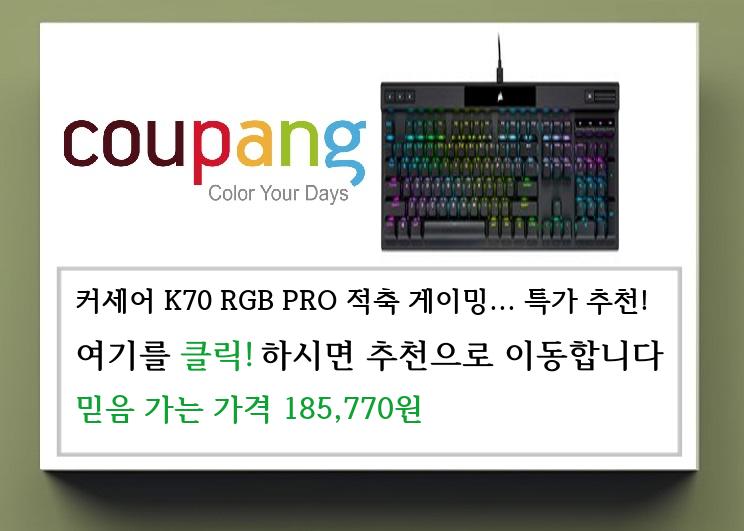 coupang
Color Your Days
커세어 K70 RGB PRO 적축 게이밍... 특가 추천!
여기를 클릭! 하시면 추천으로 이동합니다
믿음 가는 가격 185,770원